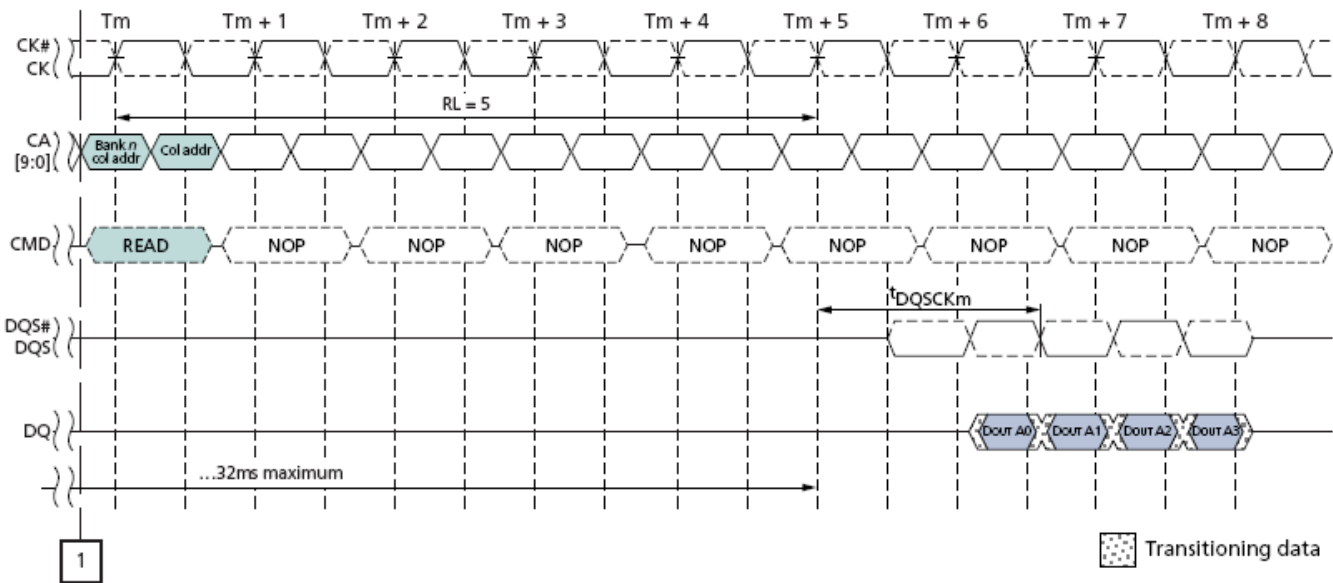 Tm Tm + 1 Tm + 2 Tm + 3 Tm + 4 Tm + 5 Tm + 6 Tm + 7 Tm + 8
CK#
CK
RL = 5
CA
[9:0]
Bank n
col addr
Col addr
CMD READ NOP NOP NOP NOP NOP NOP NOP NOP
tDQSCKm
DQS#
DQS
DQ DOUT A0 DOUT A1 DOUT A2 DOUT A3
...32ms maximum
1
Transitioning data